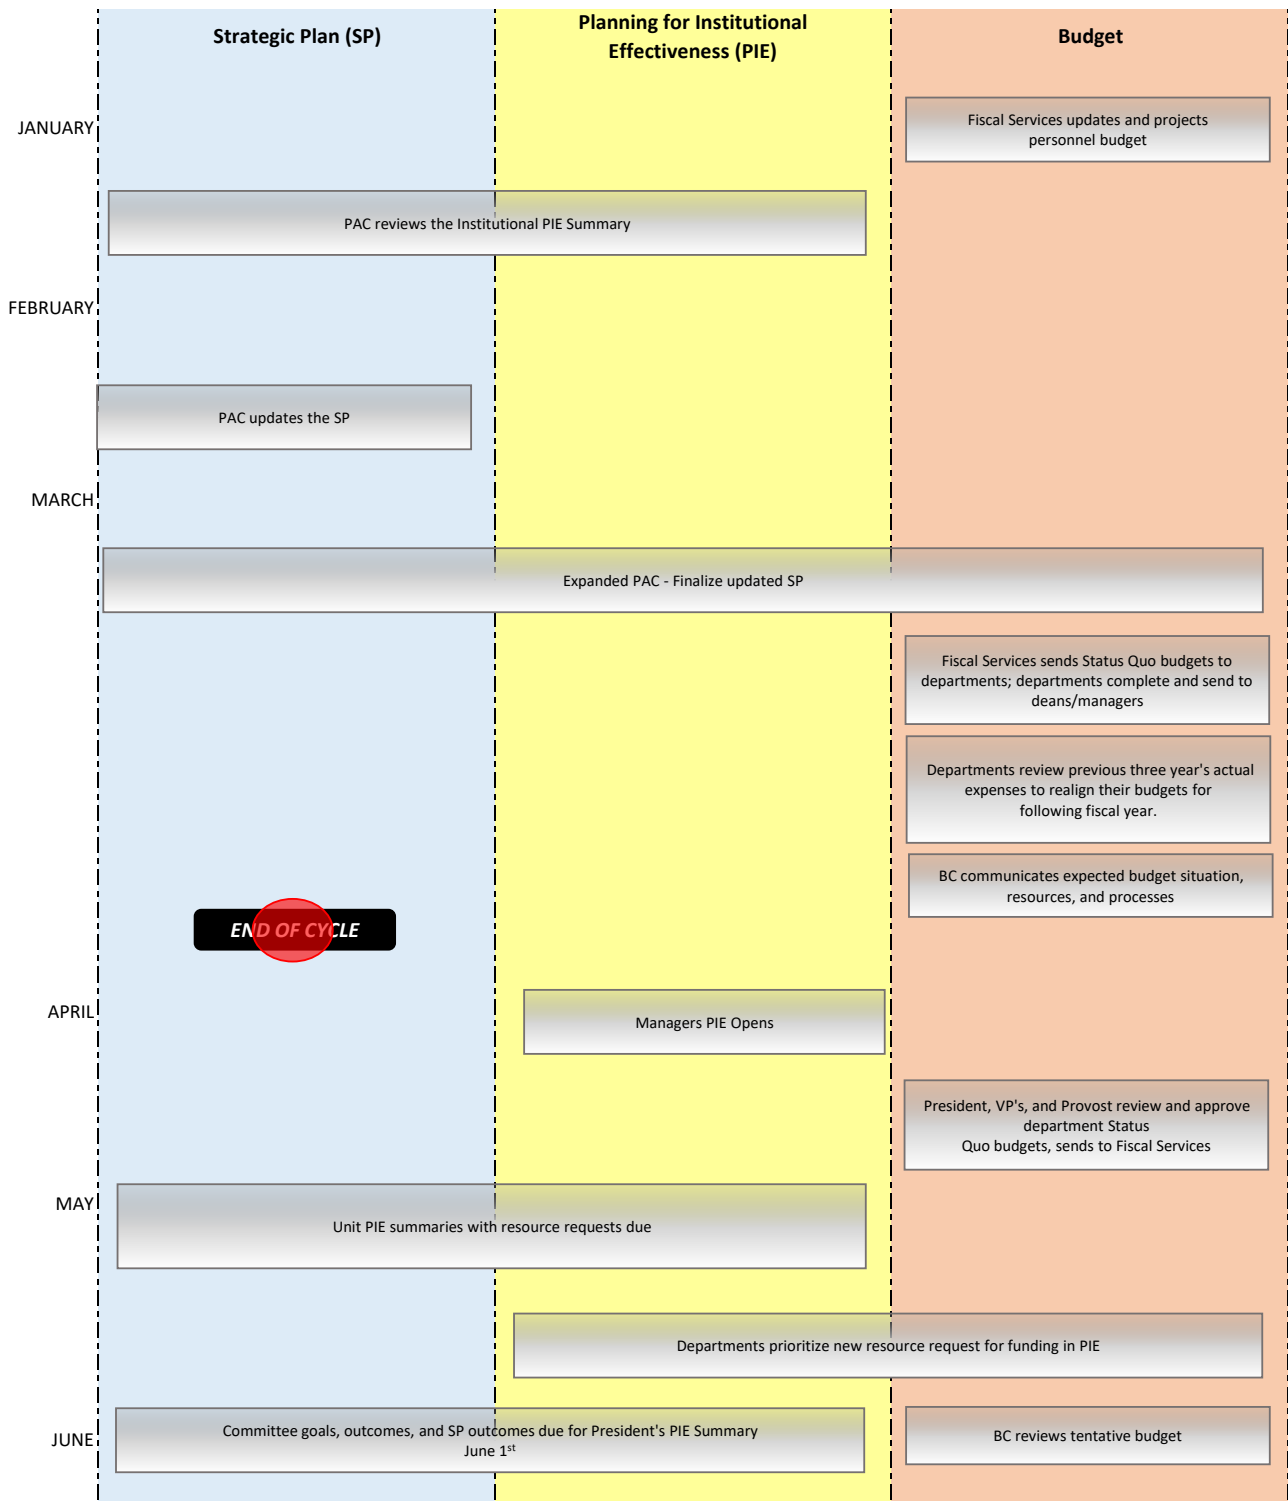 Strategic Plan (SP)
Planning for Institutional
Effectiveness (PIE)
Budget
JANUARY
Fiscal Services updates and projects
personnel budget
PAC reviews the Institutional PIE Summary
FEBRUARY
PAC updates the SP
MARCH
Expanded PAC - Finalize updated SP
Fiscal Services sends Status Quo budgets to
departments; departments complete and send to
deans/managers
Departments review previous three year's actual
expenses to realign their budgets for
following fiscal year.
BC communicates expected budget situation,
resources, and processes
END OF CYCLE
APRIL
Managers PIE Opens
President, VP's, and Provost review and approve
department Status
Quo budgets, sends to Fiscal Services
MAY
Unit PIE summaries with resource requests due
Departments prioritize new resource request for funding in PIE
JUNE
Committee goals, outcomes, and SP outcomes due for President's PIE Summary
June 1st
BC reviews tentative budget